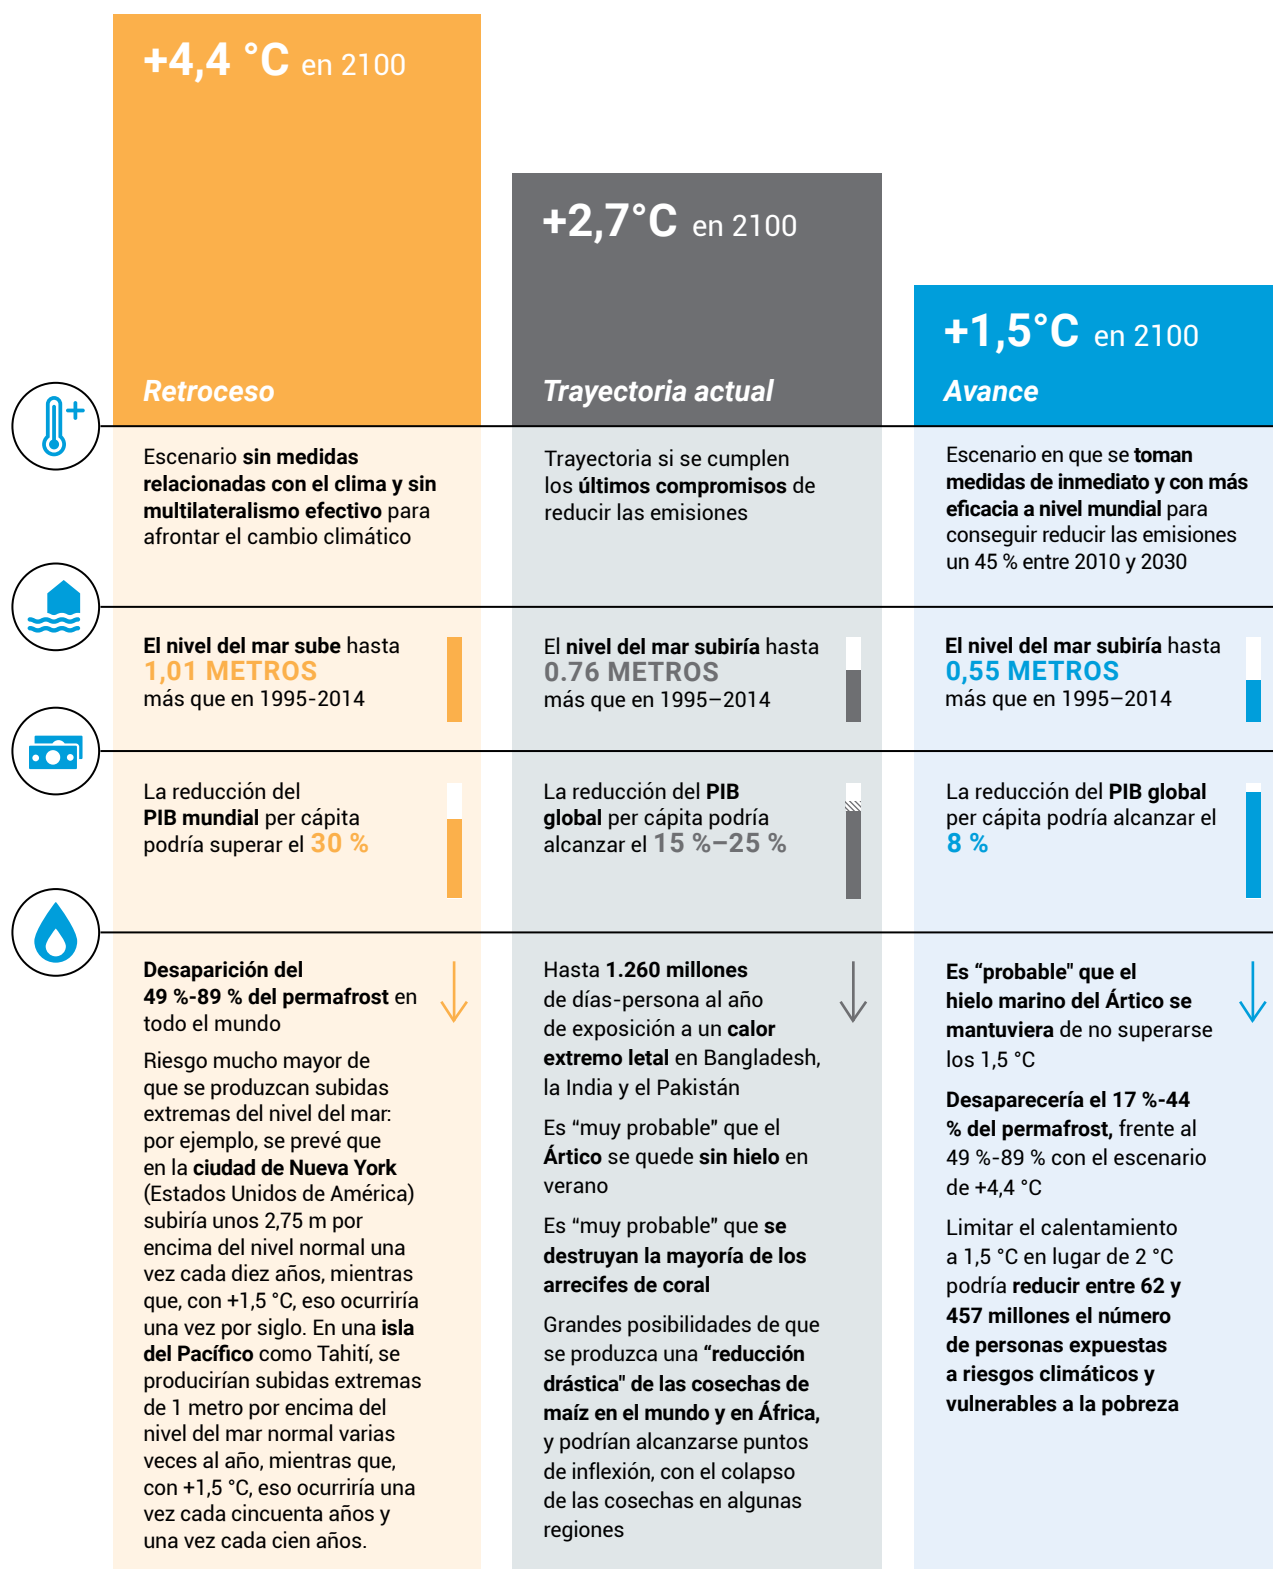 +4,4 °C en 2100
Retroceso
Escenario sin medidas
relacionadas con el clima y sin
multilateralismo efectivo para
afrontar el cambio climático
El nivel del mar sube hasta
1,01 METROS
más que en 1995-2014
La reducción del
PIB mundial per cápita
podría superar el 30 %
Desaparición del
49 %-89 % del permafrost en
todo el mundo
Riesgo mucho mayor de
que se produzcan subidas
extremas del nivel del mar:
por ejemplo, se prevé que
en la ciudad de Nueva York
(Estados Unidos de América)
subiría unos 2,75 m por
encima del nivel normal una
vez cada diez años, mientras
que, con +1,5 °C, eso ocurriría
una vez por siglo. En una isla
del Pacífico como Tahití, se
producirían subidas extremas
de 1 metro por encima del
nivel del mar normal varias
veces al año, mientras que,
con +1,5 °C, eso ocurriría una
vez cada cincuenta años y
una vez cada cien años.
+2,7°C en 2100
Trayectoria actual
Trayectoria si se cumplen
los últimos compromisos de
reducir las emisiones
El nivel del mar subiría hasta
0.76 METROS
más que en 1995–2014
La reducción del PIB
global per cápita podría
alcanzar el 15 %–25 %
Hasta 1.260 millones
de días-persona al año
de exposición a un calor
extremo letal en Bangladesh,
la India y el Pakistán
Es “muy probable" que el
Ártico se quede sin hielo en
verano
Es “muy probable" que se
destruyan la mayoría de los
arrecifes de coral
Grandes posibilidades de que
se produzca una “reducción
drástica" de las cosechas de
maíz en el mundo y en África,
y podrían alcanzarse puntos
de inflexión, con el colapso
de las cosechas en algunas
regiones
+1,5°C en 2100
Avance
Escenario en que se toman
medidas de inmediato y con más
eficacia a nivel mundial para
conseguir reducir las emisiones
un 45 % entre 2010 y 2030
El nivel del mar subiría hasta
0,55 METROS
más que en 1995–2014
La reducción del PIB global
per cápita podría alcanzar el
8 %
Es “probable" que el
hielo marino del Ártico se
mantuviera de no superarse
los 1,5 °C
Desaparecería el 17 %-44
% del permafrost, frente al
49 %-89 % con el escenario
de +4,4 °C
Limitar el calentamiento
a 1,5 °C en lugar de 2 °C
podría reducir entre 62 y
457 millones el número
de personas expuestas
a riesgos climáticos y
vulnerables a la pobreza